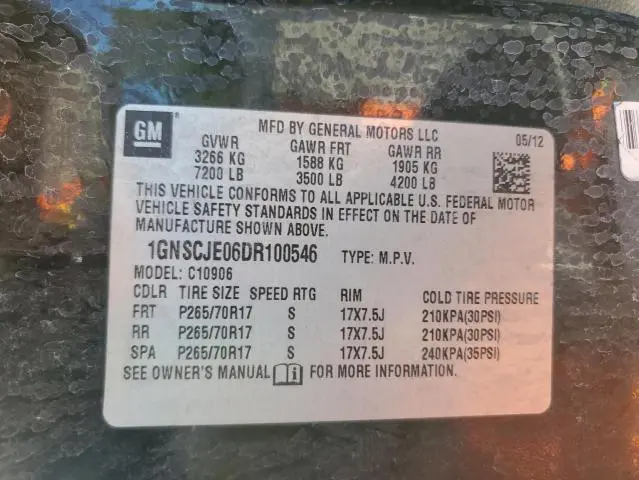 GM
MFD BY GENERAL MOTORS LLC 05/12
GVWR GAWR FRT GAWR RR
3266 KG 1588 KG 1905 KG
7200 LB 3500 LB 4200 LB
THIS VEHICLE CONFORMS TO ALL APPLICABLE U.S. FEDERAL MOTOR
VEHICLE SAFETY STANDARDS IN EFFECT ON THE DATE OF
MANUFACTURE SHOWN ABOVE.
1GNSCJE06DR100546 TYPE: M.P.V.
MODEL: C10906
CDLR TIRE SIZE SPEED RTG RIM COLD TIRE PRESSURE
FRT P265/70R17 S 17X7.5J 210KPA(30PSI)
RR P265/70R17 S 17X7.5J 210KPA(30PSI)
SPA P265/70R17 S 17X7.5J 240KPA(35PSI)
SEE OWNER'S MANUAL i FOR MORE INFORMATION.